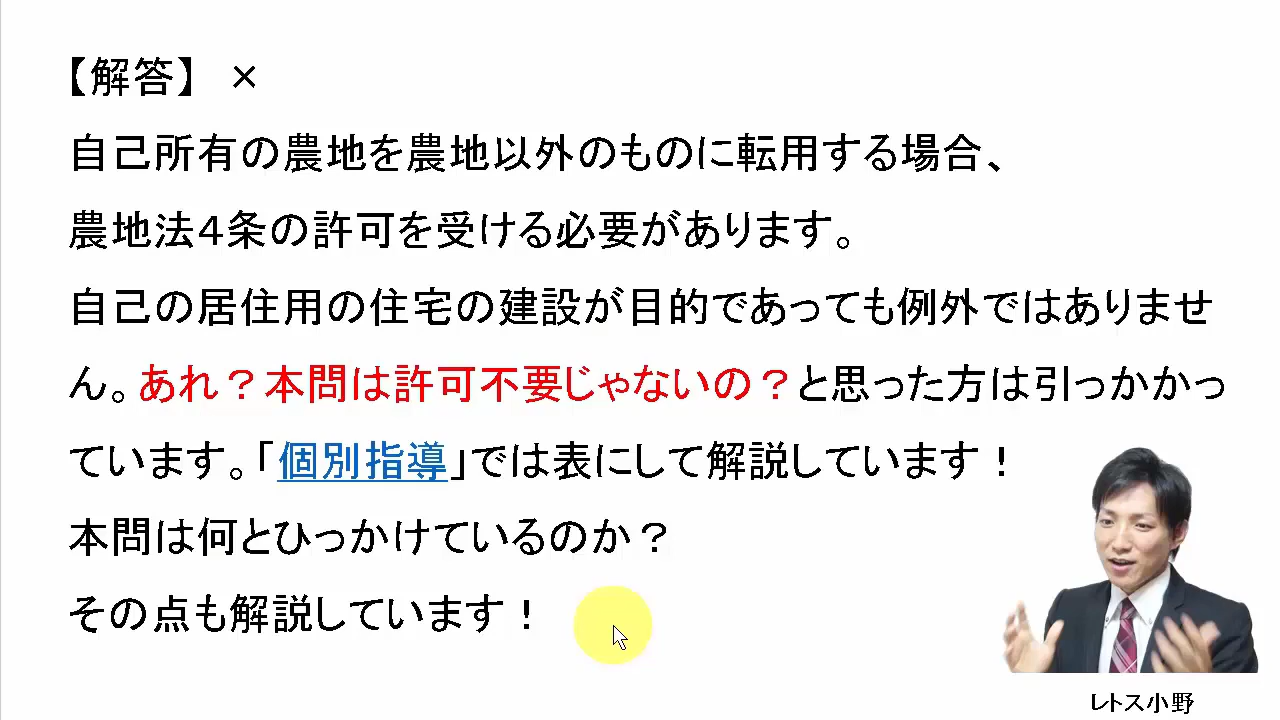 【解答】 ×
自己所有の農地を農地以外のものに転用する場合、
農地法４条の許可を受ける必要があります。
自己の居住用の住宅の建設が目的であっても例外ではありませ
ん。あれ？本問は許可不要じゃないの？と思った方は引っかかっ
ています。「個別指導」では表にして解説しています！
本問は何とひっかけているのか？
その点も解説しています！
レトス小野